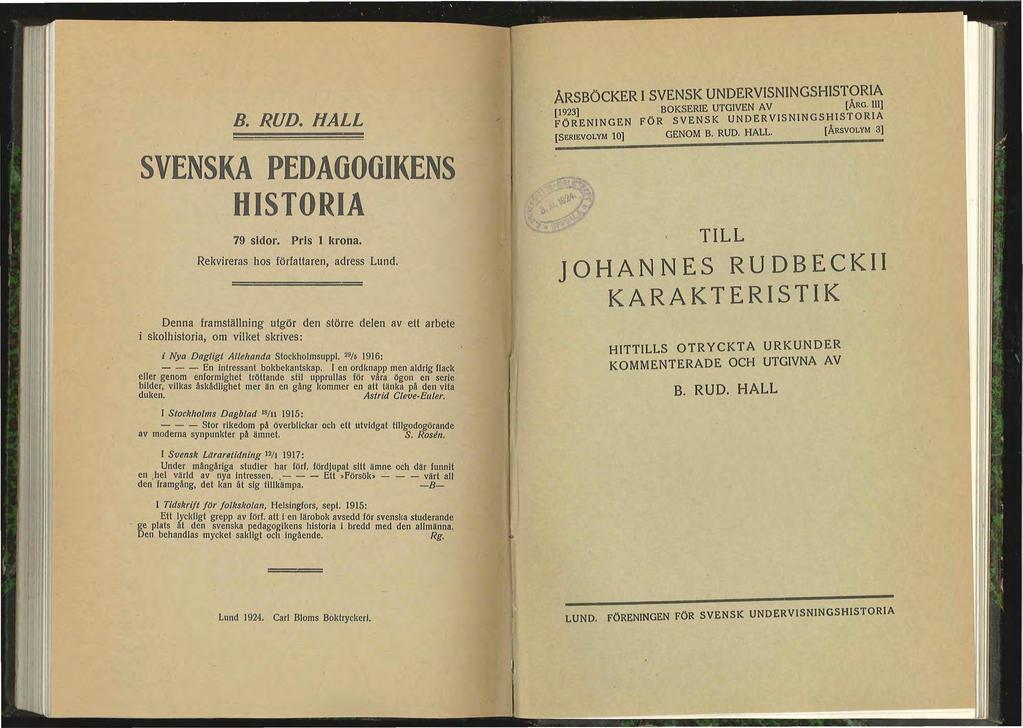 B. RUD. HALL
SVENSKA PEDAGOGIKENS
HISTORIA
79 sidor. Pris 1 krona.
Rekvireras hos författaren, adress Lund.
Denna framställning utgör den större delen av ett arbete
i skolhistoria, om vilket skrives:
i Nya Dagligt Allehanda Stockholmsuppl. 29/5 1916:
— — — En intressant bokbekantskap. I en ordknapp men aldrig flack
eller genom enformighet tröttande stil upprullas för våra ögon en serie
bilder, vilkas åskådlighet mer än en gång kommer en att tänka på den vita
duken. Astrid Cleve-Euler.
I Stockholms Dagblad 18/11 1915:
— — — Stor rikedom på överblickar och ett utvidgat tillgodogörande
av moderna synpunkter på ämnet. S. Rosén.
I Svensk Läraretidning 12/1 1917:
Under mångåriga studier har förf. fördjupat sitt ämne och där funnit
en hel värld av nya intressen. — — — Ett »Försök» — — — värt all
den framgång, det kan åt sig tillkämpa. —B—
I Tidskrift för folkskolan, Helsingfors, sept. 1915:
Ett lyckligt grepp av förf. att i en lärobok avsedd för svenska studerande
ge plats åt den svenska pedagogikens historia i bredd med den allmänna.
Den behandlas mycket sakligt och ingående. Rg.
Lund 1924. Carl Bloms Boktryckeri.
ÅRSBÖCKER I SVENSK UNDERVISNINGSHISTORIA
[1923] BOKSERIE UTGIVEN AV [ÅRG. III]
FÖRENINGEN FÖR SVENSK UNDERVISNINGSHISTORIA
[SERIEVOLYM 10] GENOM B. RUD. HALL. [ÅRSVOLYM 3]
TILL
JOHANNES RUDBECKII
KARAKTERISTIK
HITTILLS OTRYCKTA URKUNDER
KOMMENTERADE OCH UTGIVNA AV
B. RUD. HALL
LUND. FÖRENINGEN FÖR SVENSK UNDERVISNINGSHISTORIA